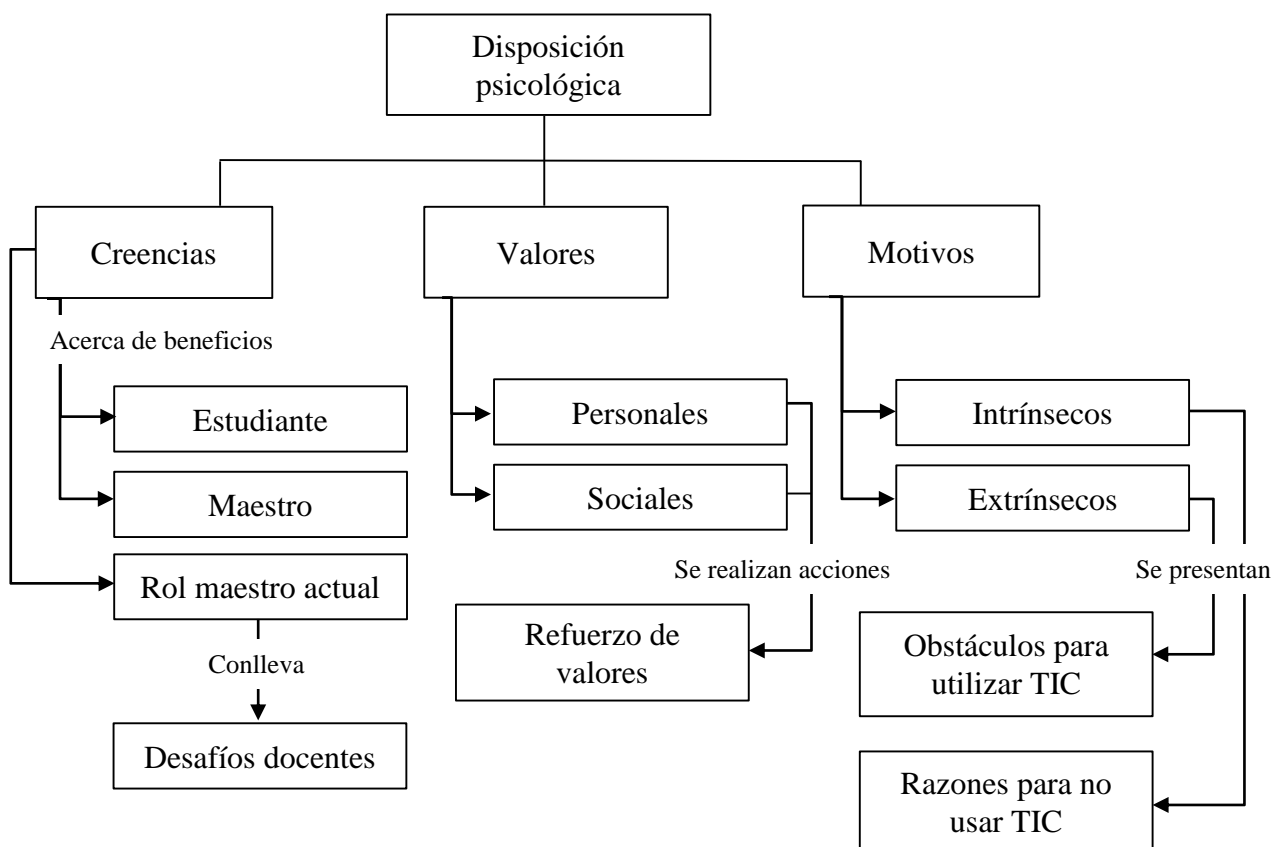 Disposición
psicológica
Creencias
Valores
Motivos
Acerca de beneficios
Estudiante
Personales
Intrínsecos
Maestro
Sociales
Extrínsecos
Rol maestro actual
Se realizan acciones
Se presentan
Conlleva
Refuerzo de
valores
Obstáculos para
utilizar TIC
Desafíos docentes
Razones para no
usar TIC